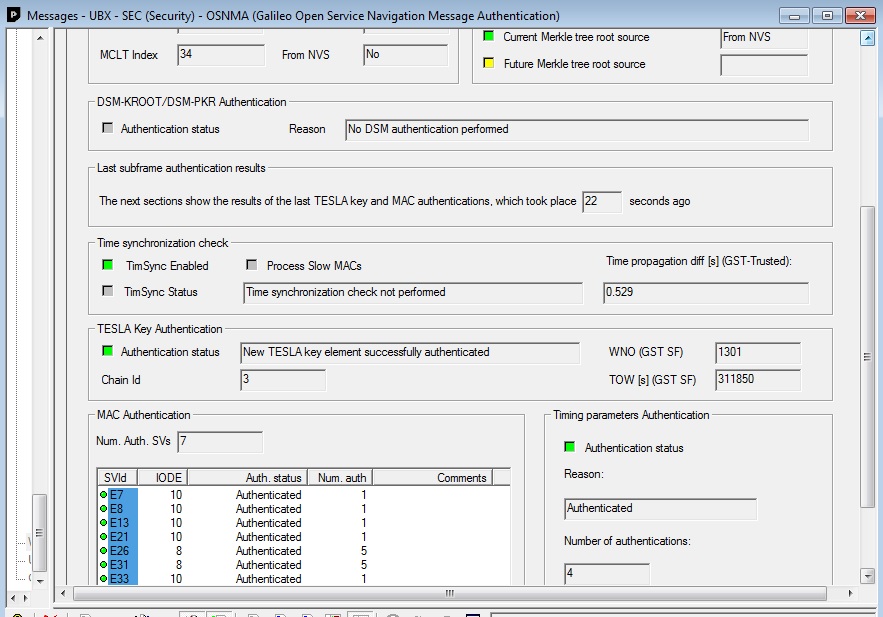 Messages - UBX - SEC (Security) - OSNMA (Galileo Open Service Navigation Message Authentication)
MCLT Index 34 From NVS No
Current Merkle tree root source From NVS
Future Merkle tree root source
DSM-KROOT/DSM-PKR Authentication
Authentication status Reason No DSM authentication performed
Last subframe authentication results
The next sections show the results of the last TESLA key and MAC authentications, which took place 22 seconds ago
Time synchronization check
TimSync Enabled Process Slow MACs Time propagation diff [s] (GST-Trusted):
TimSync Status Time synchronization check not performed 0.529
TESLA Key Authentication
Authentication status New TESLA key element successfully authenticated WNO (GST SF) 1301
Chain Id 3 TOW [s] (GST SF) 311850
MAC Authentication
Num. Auth. SVs 7
SVId IODE Auth. status Num. auth Comments
E7 10 Authenticated 1
E8 10 Authenticated 1
E13 10 Authenticated 1
E21 10 Authenticated 1
E26 8 Authenticated 5
E31 8 Authenticated 5
E33 10 Authenticated 1
Timing parameters Authentication
Authentication status
Reason:
Authenticated
Number of authentications:
4